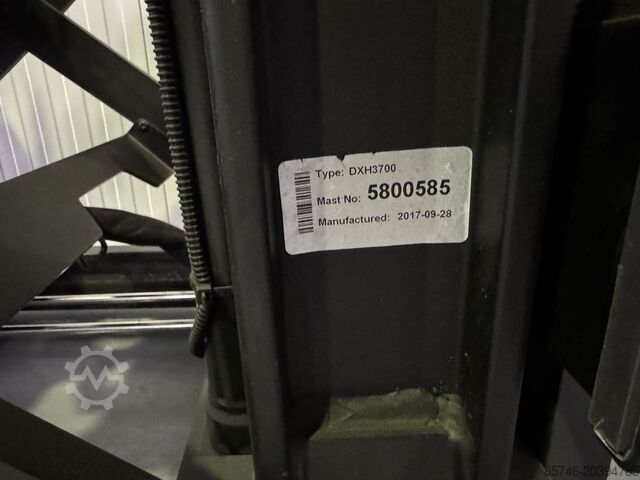 Type: DXH3700
Mast No: 5800585
Manufactured: 2017-09-28